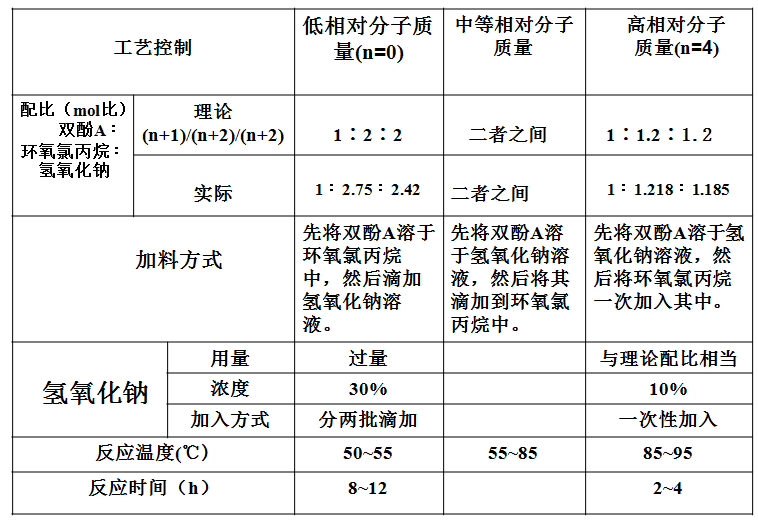 工艺控制
低相对分子质
量(n=0)
中等相对分子
质量
高相对分子
质量(n=4)
配比（mol比）
双酚A：
环氧氯丙烷：
氢氧化钠
理论
(n+1)/(n+2)/(n+2)
1：2：2
二者之间
1：1.2：1.2
实际
1：2.75：2.42
二者之间
1：1.218：1.185
加料方式
先将双酚A溶于
环氧氯丙烷
中，然后滴加
氢氧化钠溶
液。
先将双酚A溶
于氢氧化钠溶
液，然后将其
滴加到环氧氯
丙烷中。
先将双酚A溶于氢
氧化钠溶液，然
后将环氧氯丙烷
一次加入其中。
氢氧化钠
用量
过量
与理论配比相当
浓度
30%
10%
加入方式
分两批滴加
一次性加入
反应温度(℃)
50~55
55~85
85~95
反应时间（h）
8~12
2~4